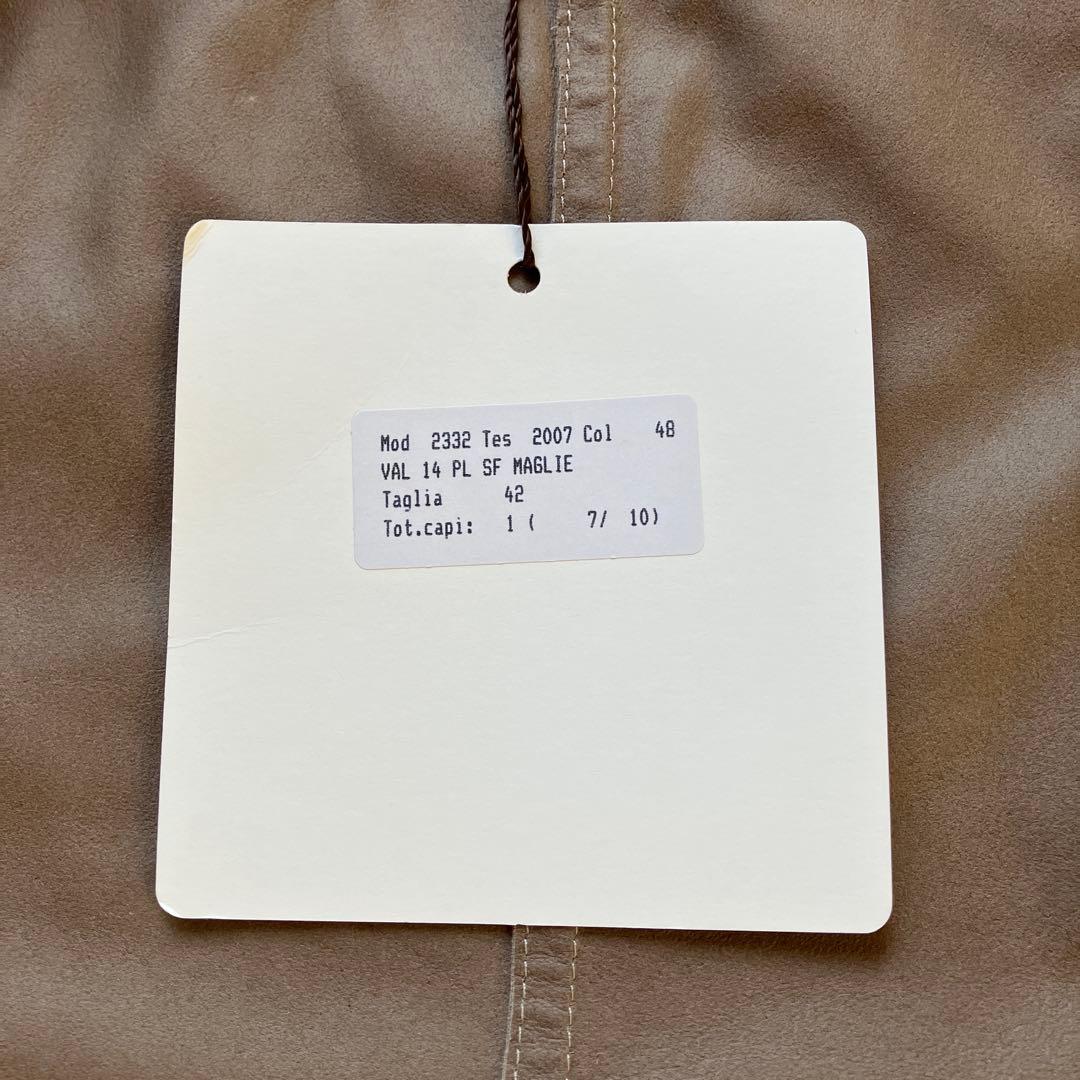 Mod 2332 Tes 2007 Col 48
VAL 14 PL SF MAGLIE
Taglia 42
Tot.capi: 1 ( 7/ 10)